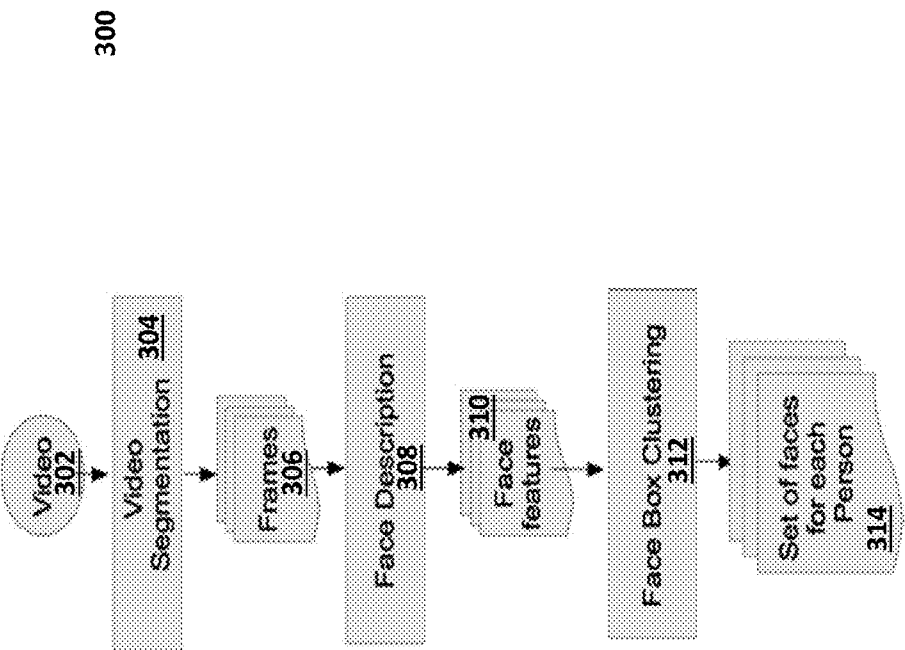 300
Video
302
Video
Segmentation 304
Frames
306
Face Description
308
310
Face
features
Face Box Clustering
312
Set of faces
for each
Person
314